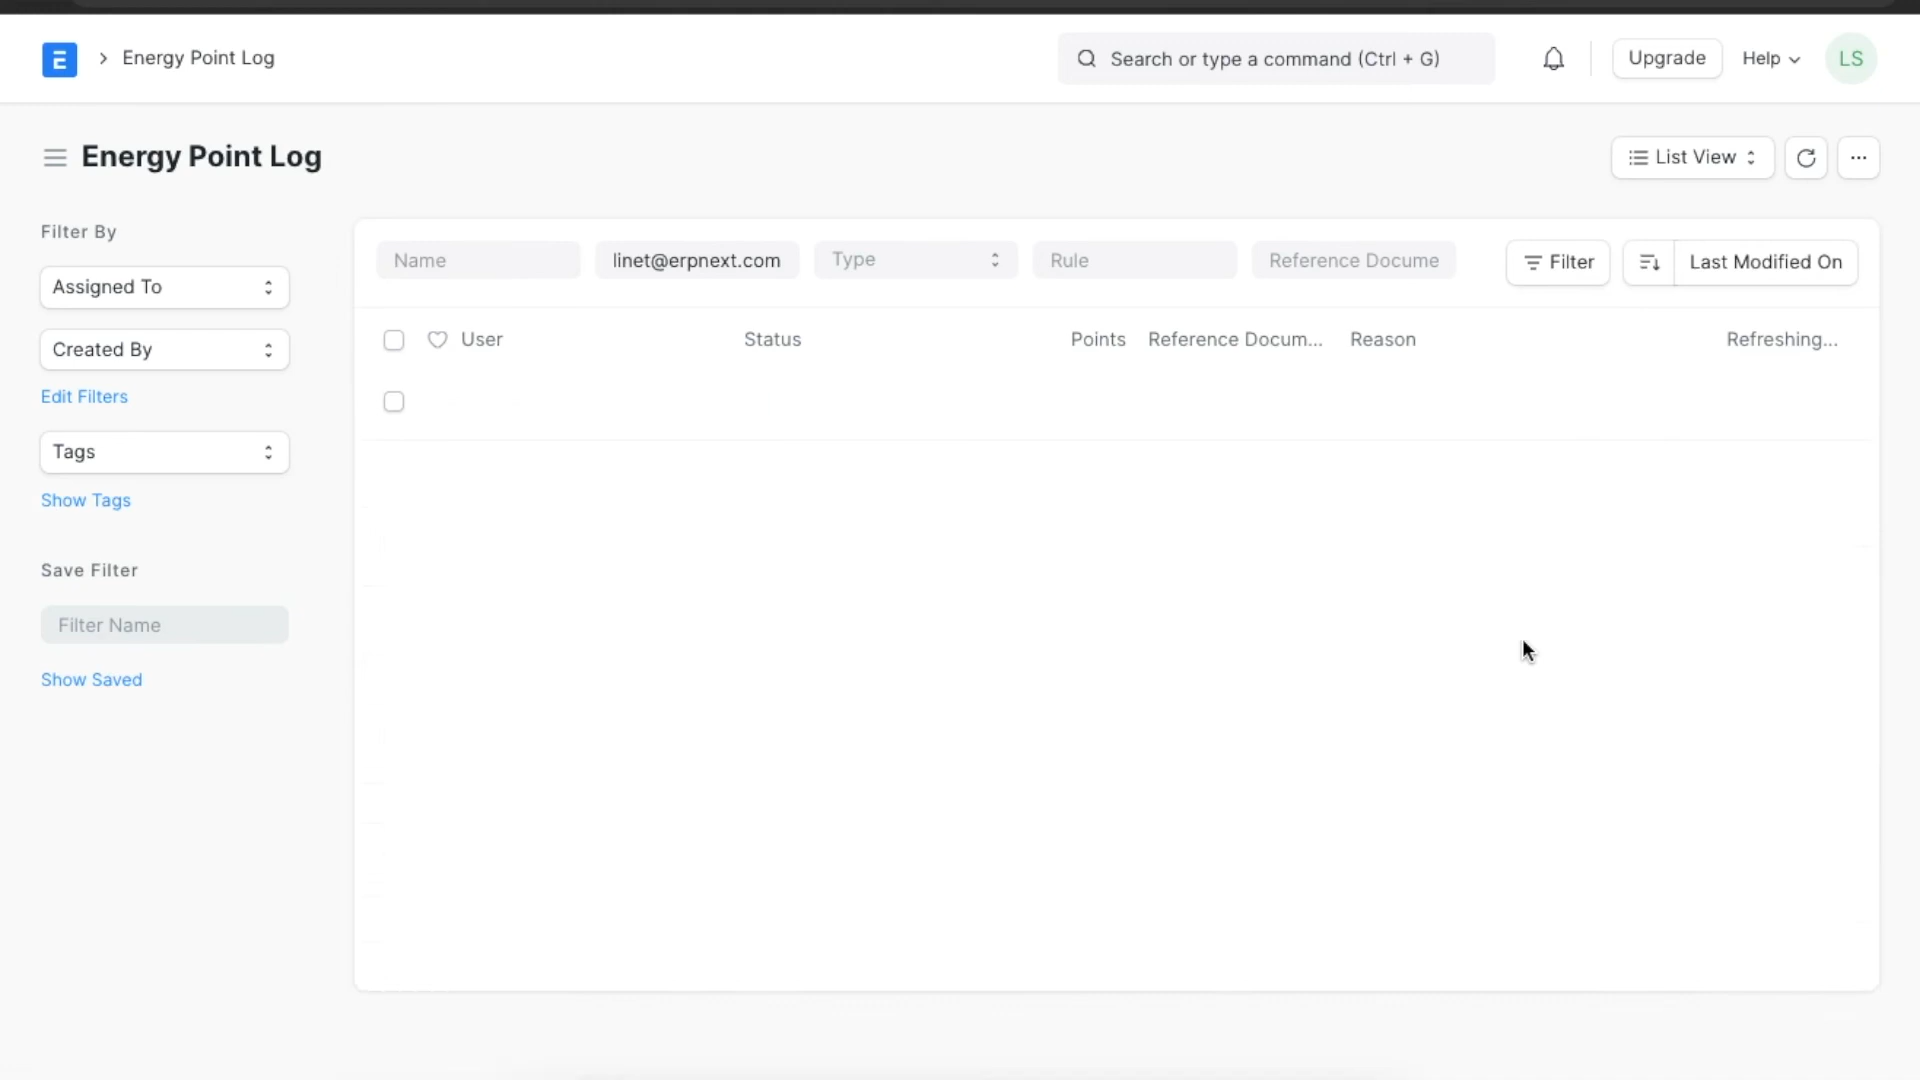 Energy Point Log
Search or type a command (Ctrl + G)
Upgrade
Help
LS
Energy Point Log
List View
Filter By
Assigned To
Created By
Edit Filters
Tags
Show Tags
Save Filter
Filter Name
Show Saved
Name
linet@erpnext.com
Type
Rule
Reference Docume
Filter
Last Modified On
User
Status
Points
Reference Docum...
Reason
Refreshing...